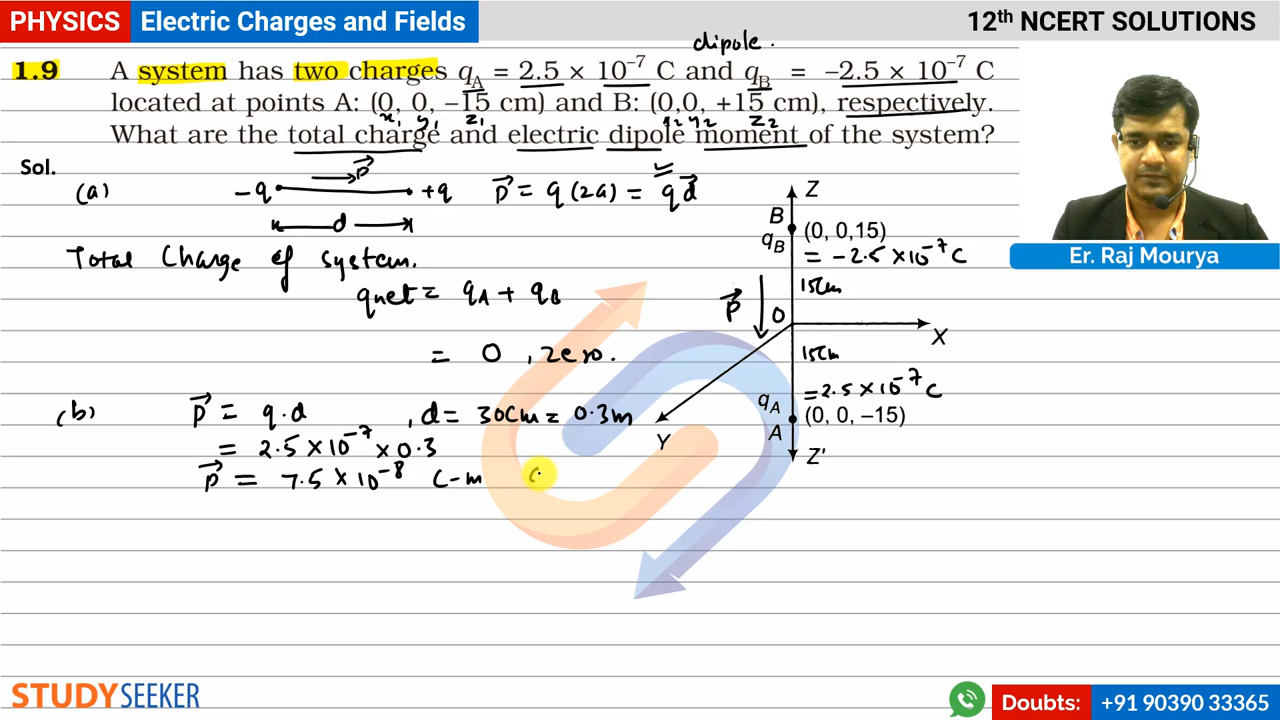 PHYSICS Electric Charges and Fields 12th NCERT SOLUTIONS
dipole.
1.9 A system has two charges qA = 2.5 × 10⁻⁷ C and qB = −2.5 × 10⁻⁷ C
located at points A: (0, 0, −15 cm) and B: (0,0, +15 cm), respectively.
x₁ y₁ z₁ x₂ y₂ z₂
What are the total charge and electric dipole moment of the system?
Sol.
(a) −q p⃗ +q p⃗ = q (2a) = q d⃗
d
Total Charge of system.
qnet = qA + qB
= 0 , zero.
(b) p⃗ = q.d , d = 30cm = 0.3m
= 2.5 × 10⁻⁷ × 0.3
p⃗ = 7.5 × 10⁻⁸ C-m (
Z
B (0, 0,15)
qB = −2.5 × 10⁻⁷ C
15cm
p⃗ O
X
15cm
= 2.5 × 10⁻⁷ C
qA (0, 0, −15)
Y A
Z'
Er. Raj Mourya
STUDYSEEKER
Doubts: +91 90390 33365